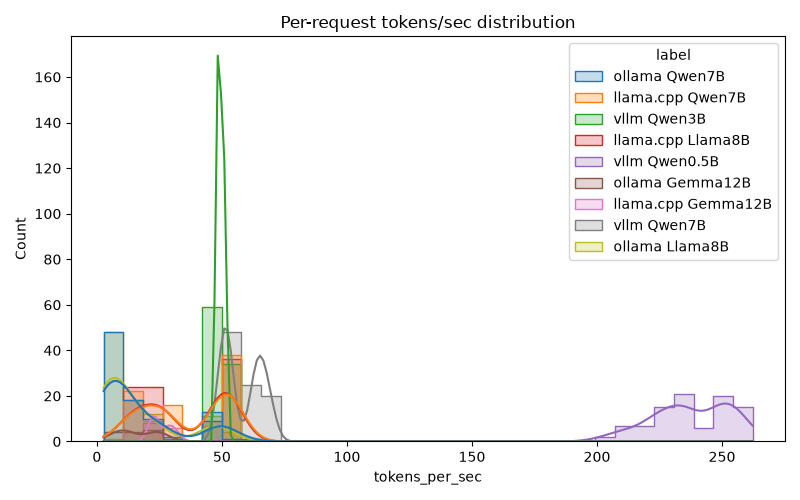 Per-request tokens/sec distribution
label
ollama Qwen7B
llama.cpp Qwen7B
vllm Qwen3B
llama.cpp Llama8B
vllm Qwen0.5B
ollama Gemma12B
llama.cpp Gemma12B
vllm Qwen7B
ollama Llama8B
Count
160
140
120
100
80
60
40
20
0
0 50 100 150 200 250
tokens_per_sec